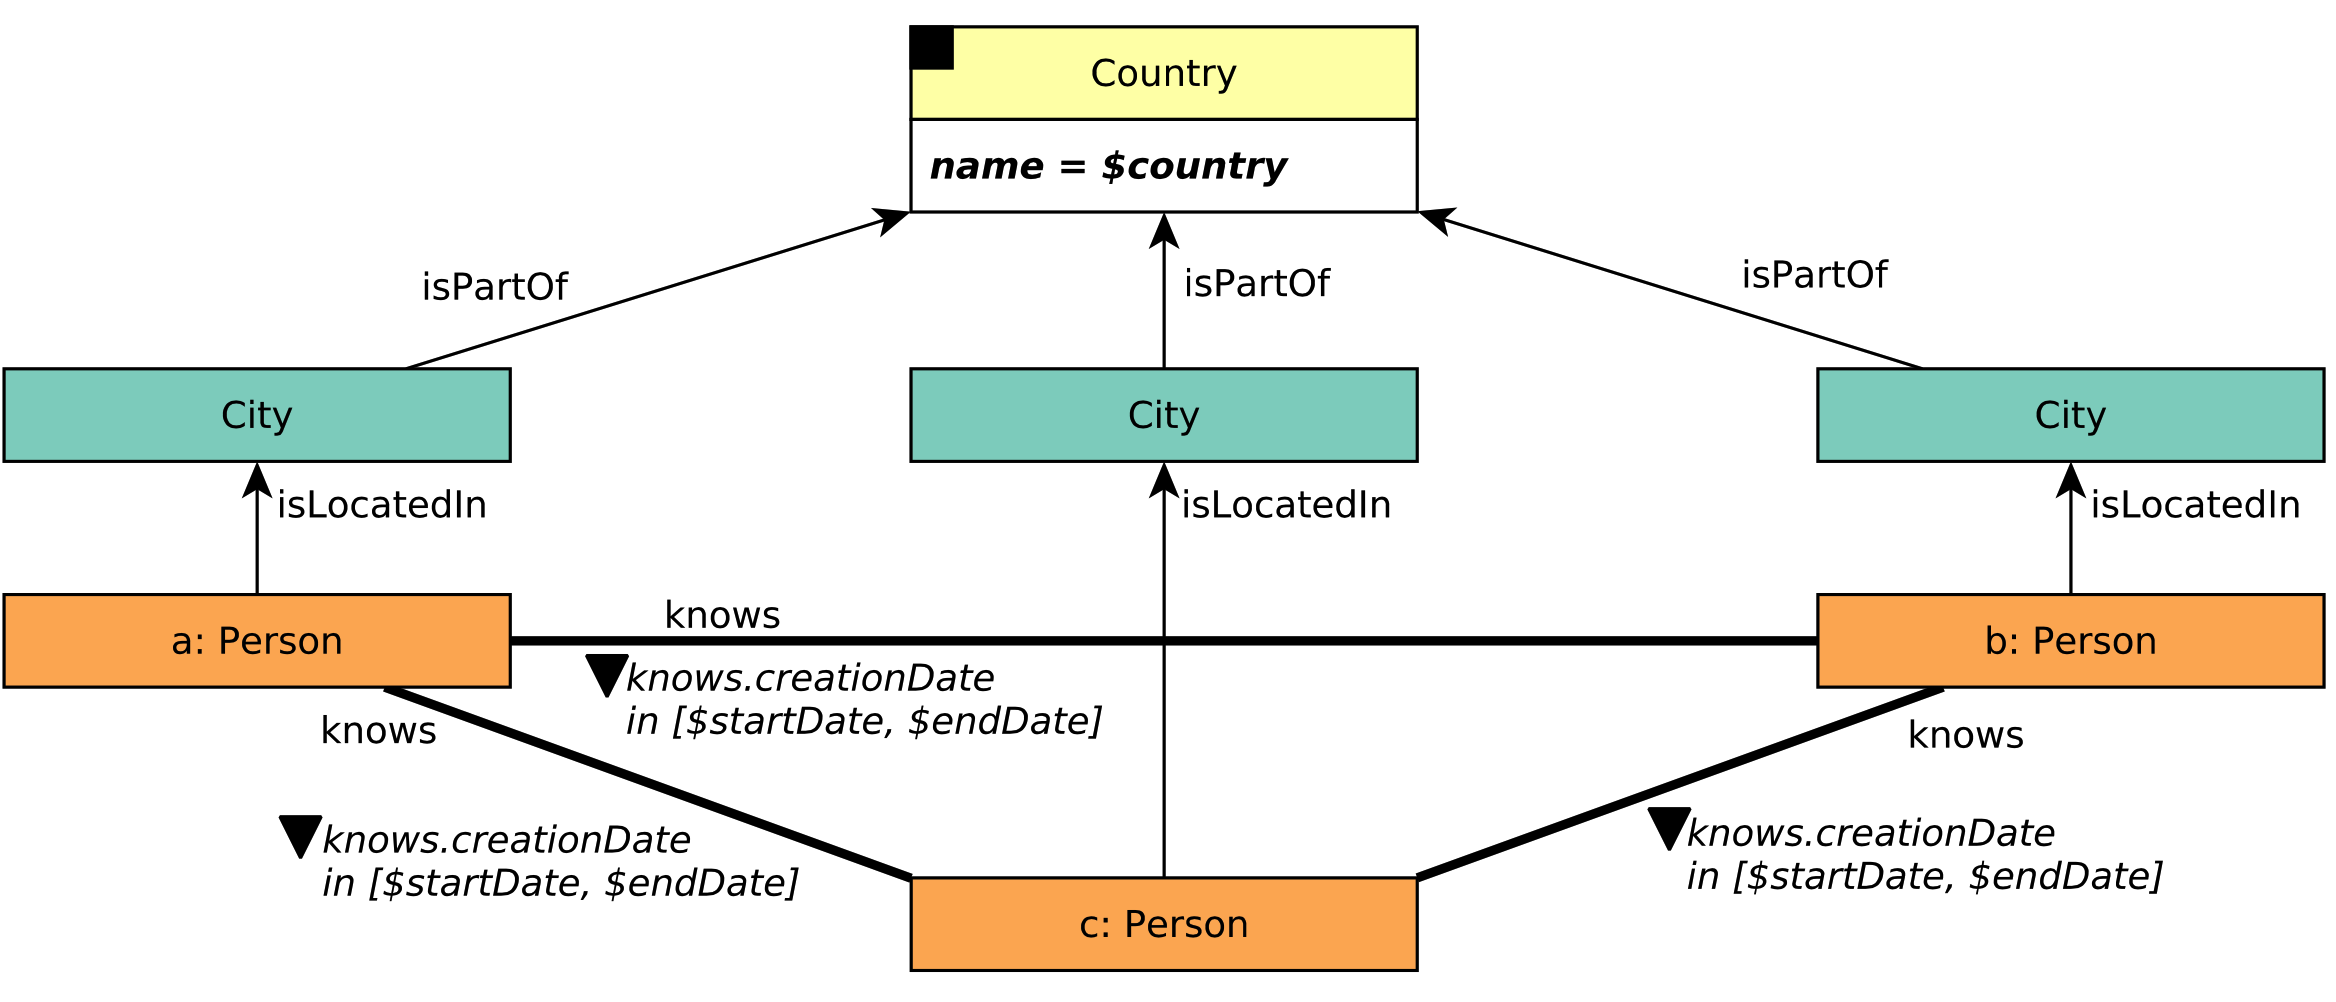 Country
name = $country
isPartOf
isPartOf
isPartOf
City
City
City
isLocatedIn
isLocatedIn
isLocatedIn
a: Person
knows
b: Person
knows.creationDate
in [$startDate, $endDate]
knows
knows
knows.creationDate
in [$startDate, $endDate]
knows.creationDate
in [$startDate, $endDate]
c: Person